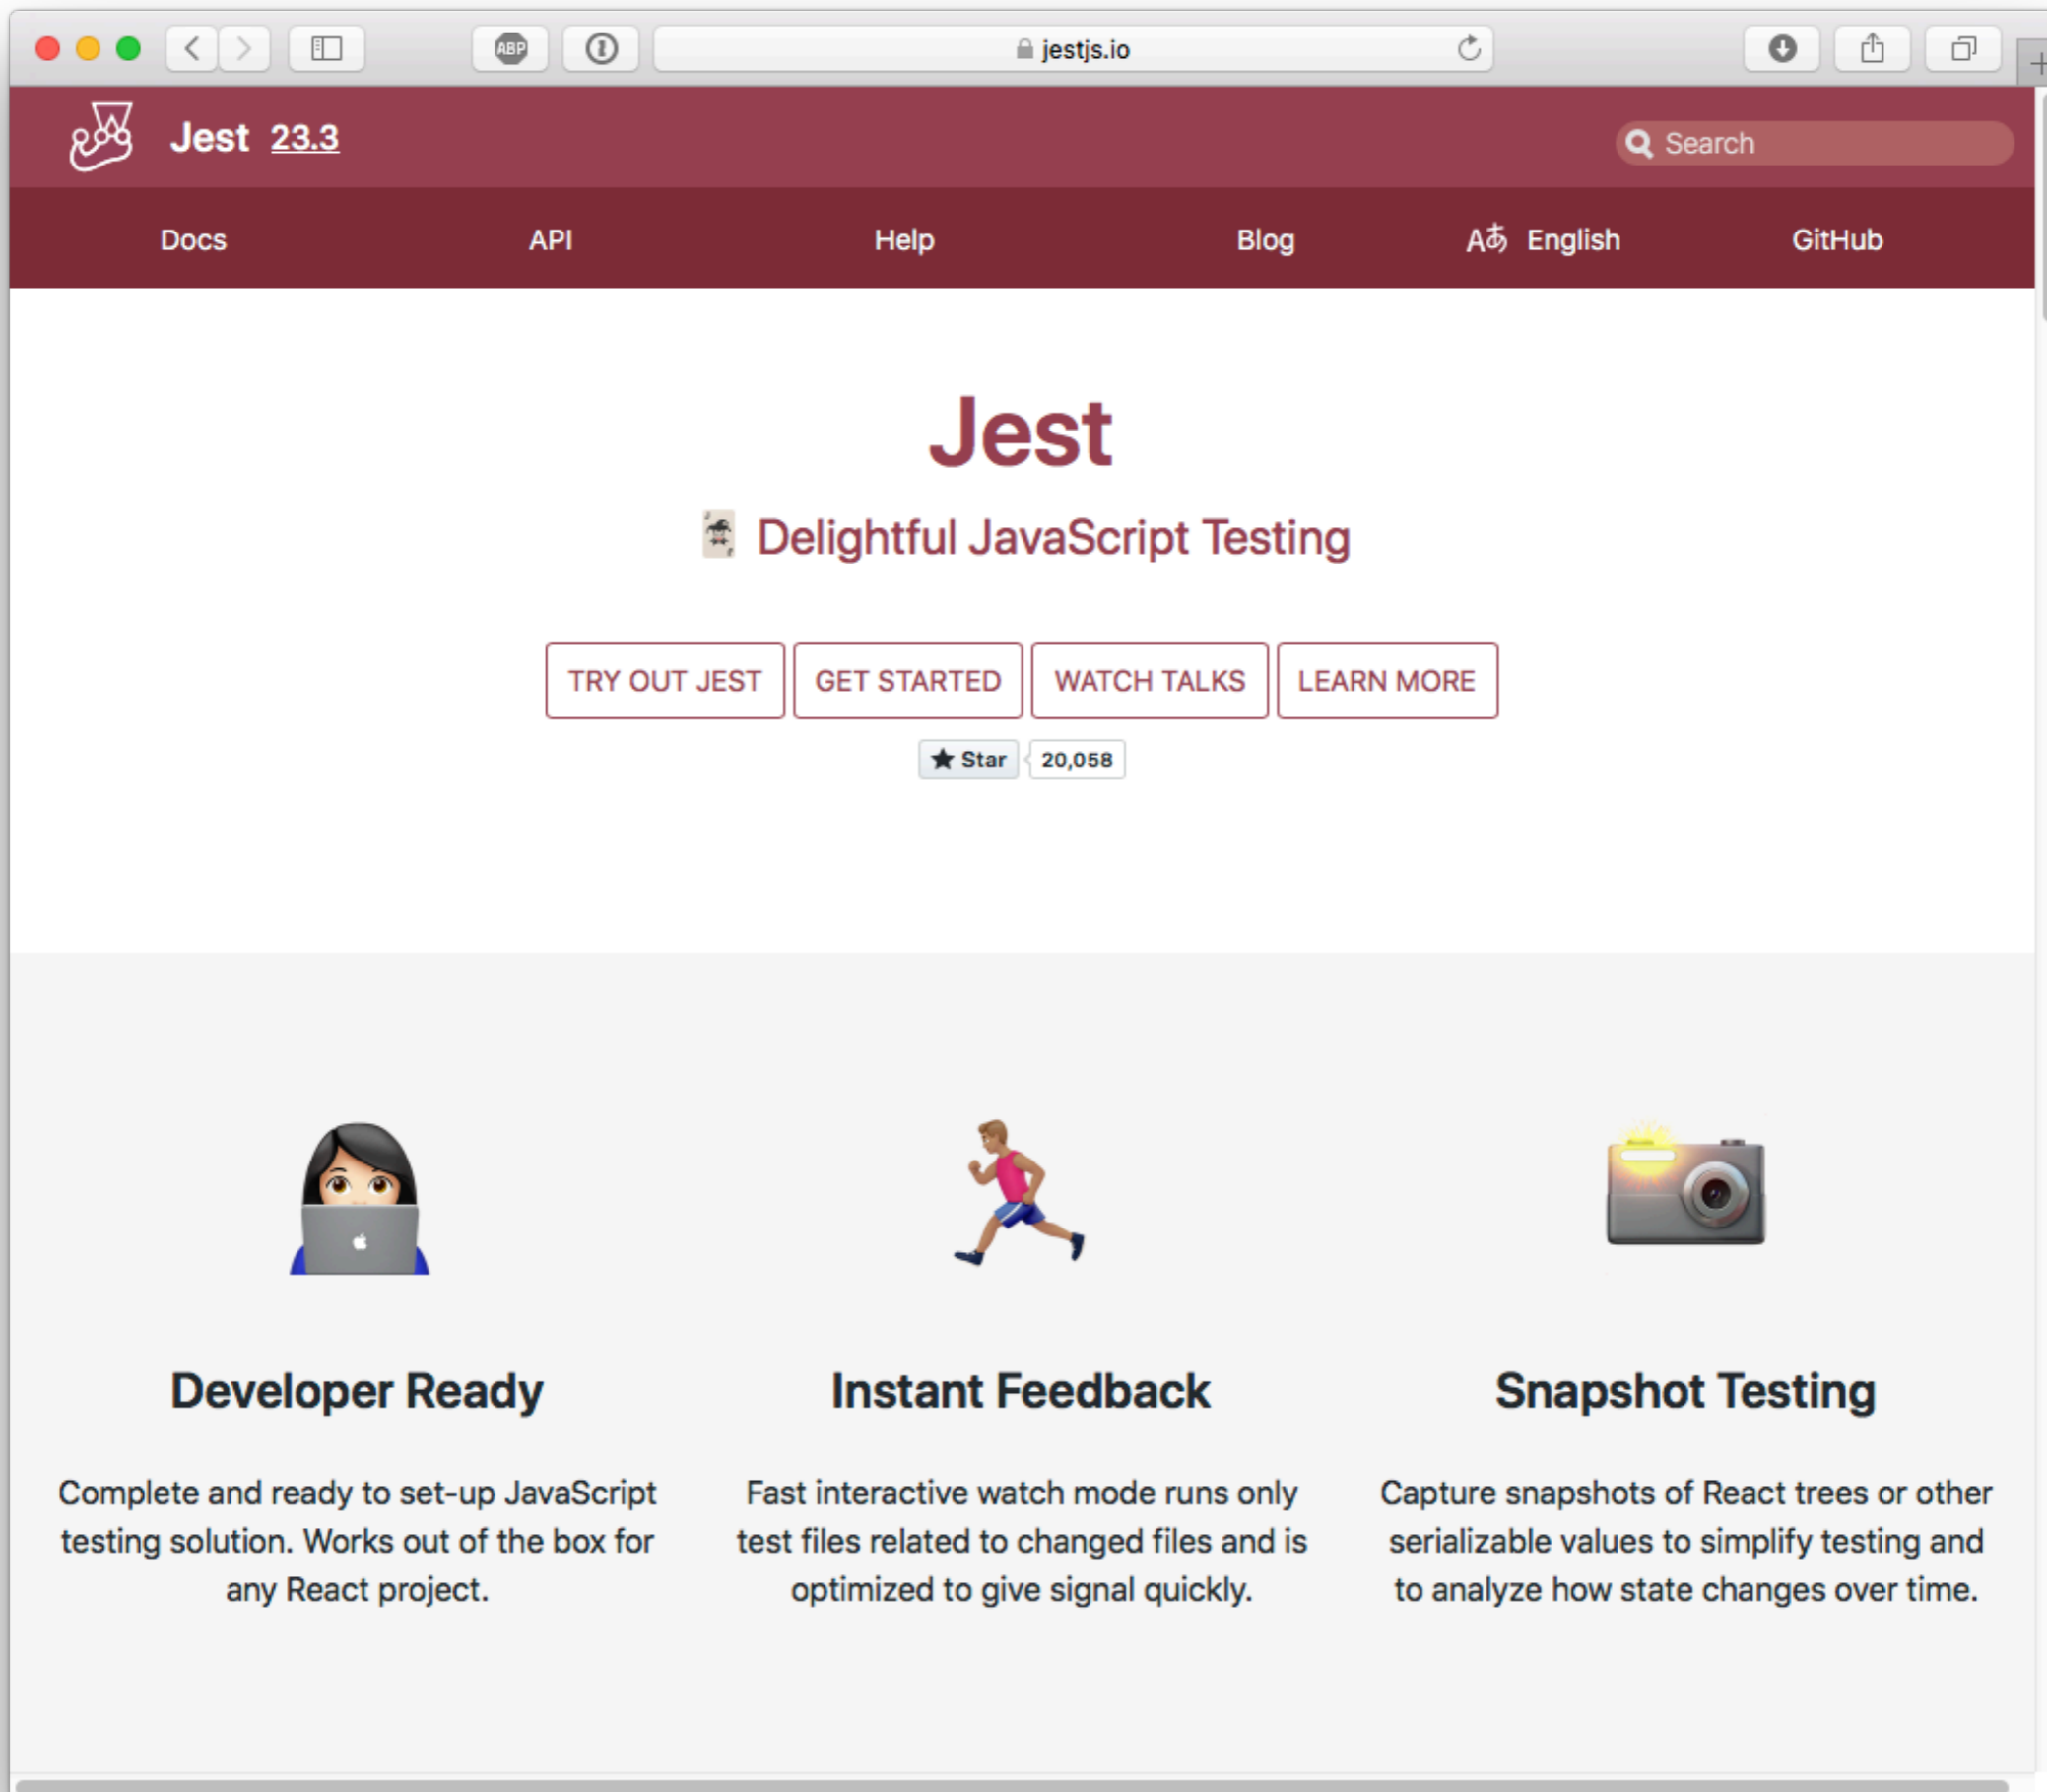 ABP
jestjs.io
Jest 23.3
Search
Docs API Help Blog Aあ English GitHub
Jest
Delightful JavaScript Testing
TRY OUT JEST GET STARTED WATCH TALKS LEARN MORE
Star 20,058
Developer Ready
Complete and ready to set-up JavaScript
testing solution. Works out of the box for
any React project.
Instant Feedback
Fast interactive watch mode runs only
test files related to changed files and is
optimized to give signal quickly.
Snapshot Testing
Capture snapshots of React trees or other
serializable values to simplify testing and
to analyze how state changes over time.